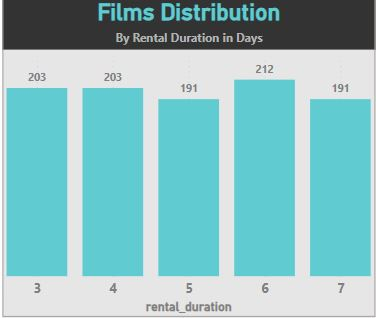 Films Distribution
By Rental Duration in Days
203 203 191 212 191
3 4 5 6 7
rental_duration